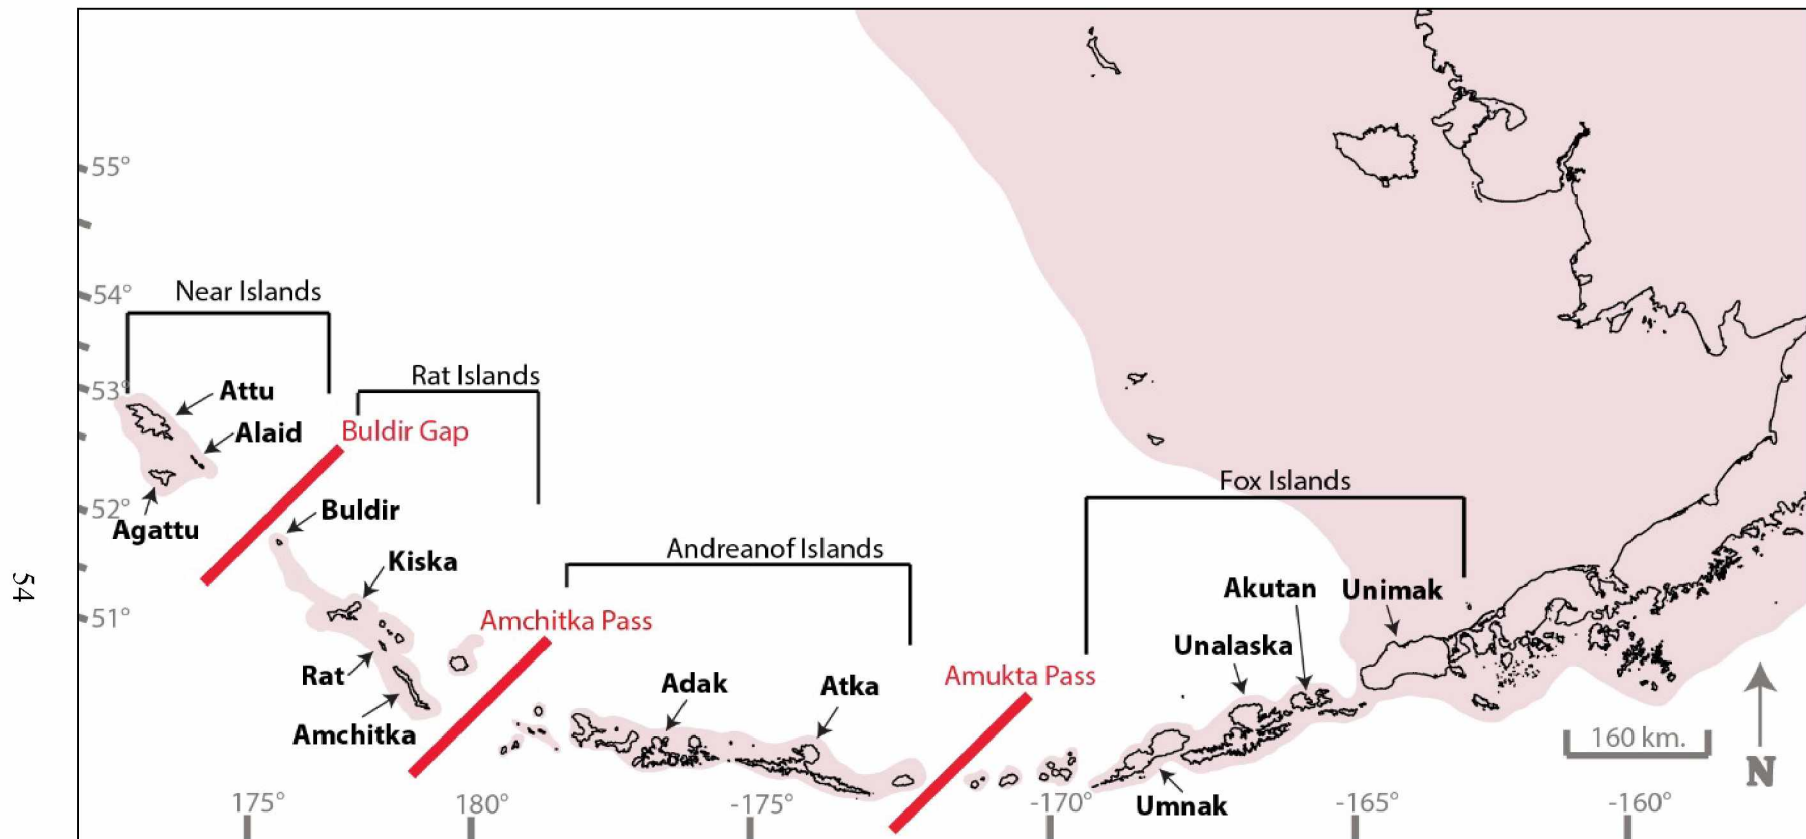 55°
54°
Near Islands
Rat Islands
53°
Attu
Buldir Gap
Alaid
Fox Islands
52°
Buldir
Agattu
Andreanof Islands
Kiska
54
Akutan
Unimak
51°
Amchitka Pass
Unalaska
Rat
Amukta Pass
Adak
Atka
Amchitka
160 km.
N
175°
180°
-175°
-170°
Umnak
-165°
-160°